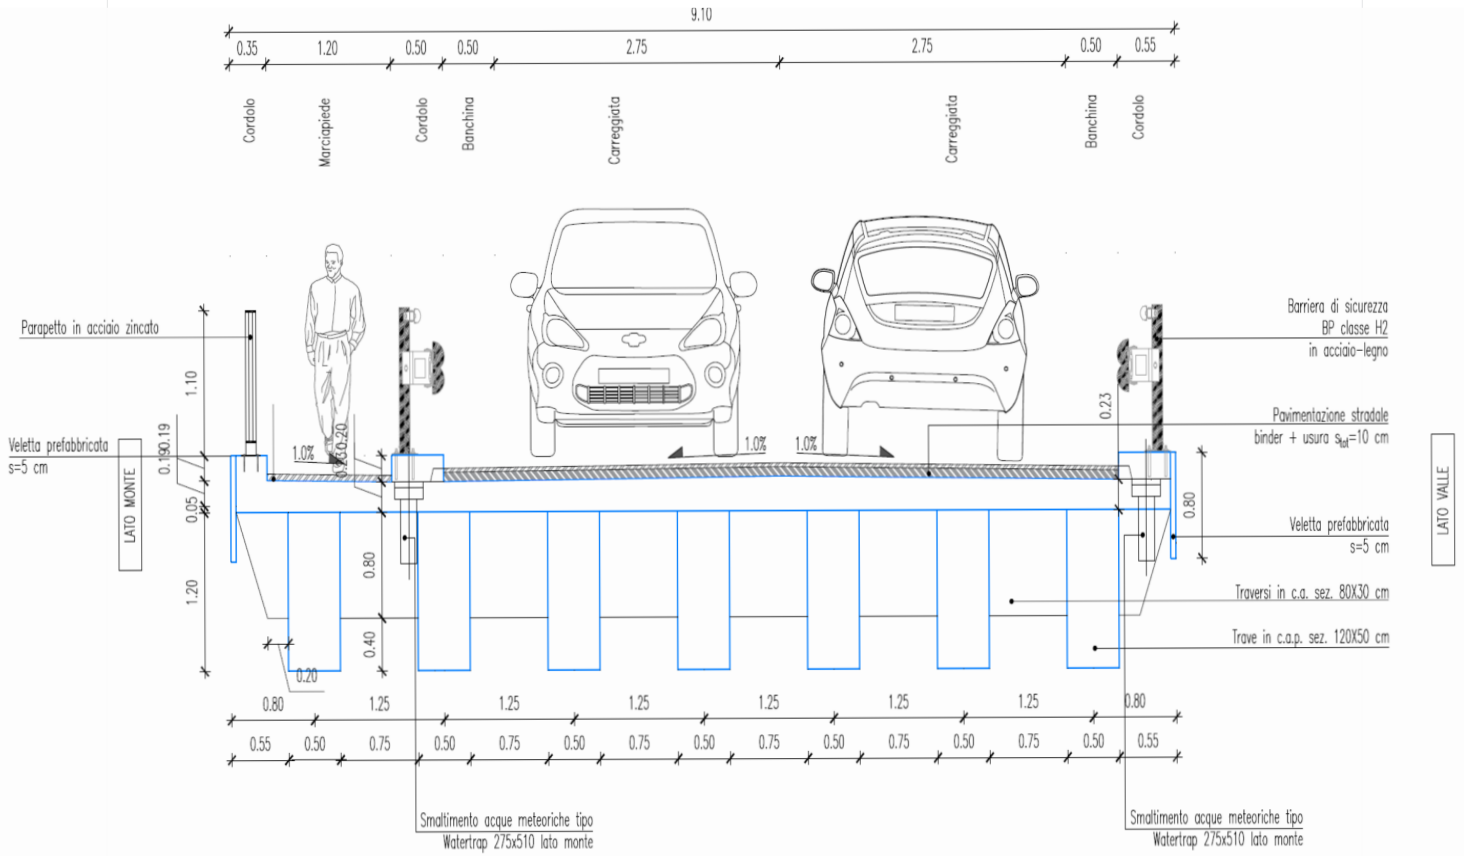 9.10
0.35 1.20 0.50 0.50 2.75 2.75 0.50 0.55
Cordolo
Marciapiede
Cordolo
Banchina
Carreggiata
Carreggiata
Banchina
Cordolo
Parapetto in acciaio zincato
Barriera di sicurezza
BP classe H2
in acciaio-legno
1.10
0.23
Pavimentazione stradale
binder + usura stot=10 cm
Veletta prefabbricata
s=5 cm
LATO MONTE
0.19
0.19
1.0%
0.20
1.0%
1.0%
0.05
0.80
LATO VALLE
Veletta prefabbricata
s=5 cm
1.20
0.80
Traversi in c.a. sez. 80X30 cm
0.40
Trave in c.a.p. sez. 120X50 cm
0.20
0.80 1.25 1.25 1.25 1.25 1.25 1.25 0.80
0.55 0.50 0.75 0.50 0.75 0.50 0.75 0.50 0.75 0.50 0.75 0.50 0.75 0.50 0.55
Smaltimento acque meteoriche tipo
Watertrap 275x510 lato monte
Smaltimento acque meteoriche tipo
Watertrap 275x510 lato monte